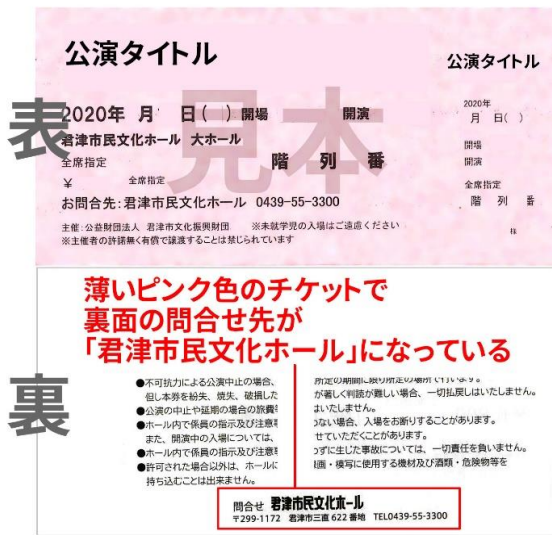 公演タイトル
公演タイトル
表
見本
2020年 月 日( ) 開場 開演
君津市民文化ホール 大ホール
全席指定
階 列 番
¥ 全席指定
お問合先:君津市民文化ホール 0439-55-3300
主催:公益財団法人 君津市文化振興財団 ※未就学児の入場はご遠慮ください
※主催者の許諾無く有償で譲渡することは禁じられています
2020年
月 日( )
開場
開演
全席指定
階 列 番
様
薄いピンク色のチケットで
裏面の問合せ先が
「君津市民文化ホール」になっている
裏
●不可抗力による公演中止の場合、
但し本券を紛失、焼失、破損した
●公演の中止や延期の場合の旅費等
●ホール内で係員の指示及び注意事
また、開演中の入場については、
●ホール内で係員の指示及び注意事
●許可された場合以外は、ホールに
持ち込むことは出来ません。
所定の期間に限り所定の場所で行います。
が著しく判読が難しい場合、一切払戻しはいたしません。
はいたしません。
ない場合、入場をお断りすることがあります。
せていただくことがあります。
わずに生じた事故については、一切責任を負いません。
録画・模写に使用する機材及び酒類・危険物等を
問合せ 君津市民文化ホール
〒299-1172 君津市三直622番地 TEL0439-55-3300